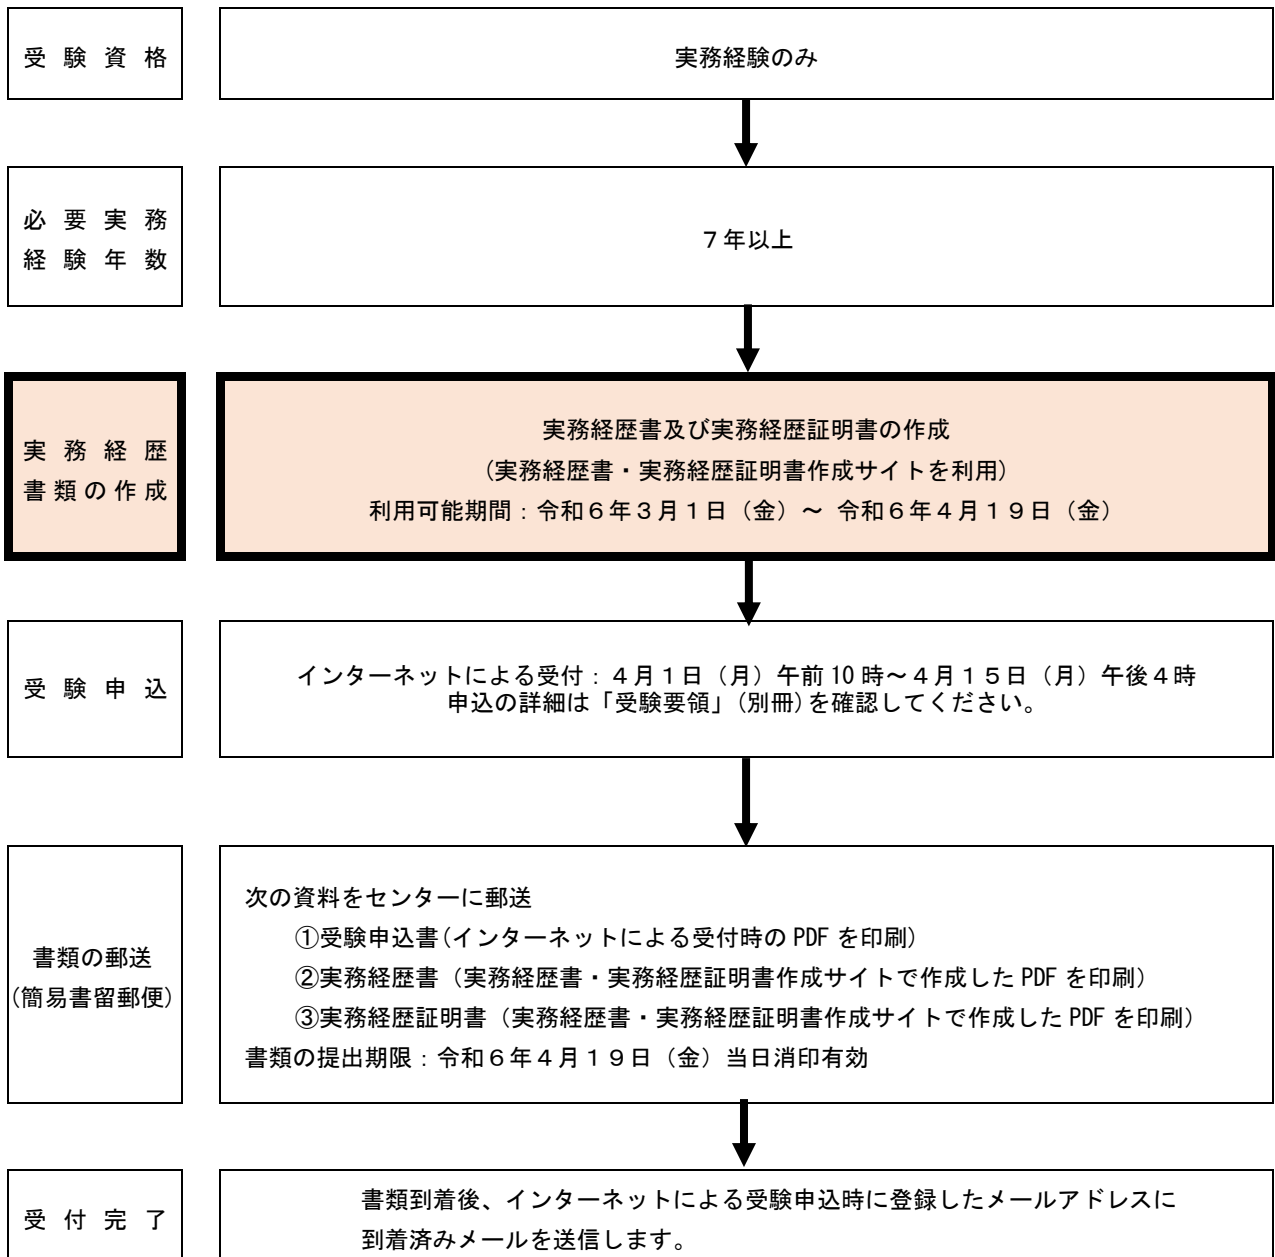 受験資格
実務経験のみ
必要実務
経験年数
７年以上
実務経歴
書類の作成
実務経歴書及び実務経歴証明書の作成
(実務経歴書・実務経歴証明書作成サイトを利用)
利用可能期間：令和６年３月１日（金）～ 令和６年４月１９日（金）
受験申込
インターネットによる受付：４月１日（月）午前10時～４月１５日（月）午後４時
申込の詳細は「受験要領」(別冊)を確認してください。
書類の郵送
(簡易書留郵便)
次の資料をセンターに郵送
①受験申込書(インターネットによる受付時のPDFを印刷)
②実務経歴書（実務経歴書・実務経歴証明書作成サイトで作成したPDFを印刷）
③実務経歴証明書（実務経歴書・実務経歴証明書作成サイトで作成したPDFを印刷）
書類の提出期限：令和６年４月１９日（金）当日消印有効
受付完了
書類到着後、インターネットによる受験申込時に登録したメールアドレスに
到着済みメールを送信します。